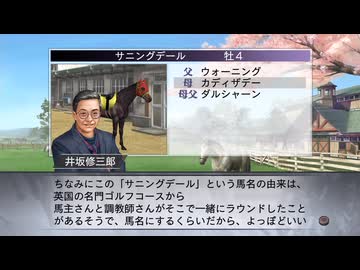 サニングデール 牡4
父 ウォーニング
母 カディザデー
母父 ダルシャーン
井坂修三郎
ちなみにこの「サニングデール」という馬名の由来は、
英国の名門ゴルフコースから
馬主さんと調教師さんがそこで一緒にラウンドしたこと
があるそうで、馬名にするくらいだから、よっぽどいい